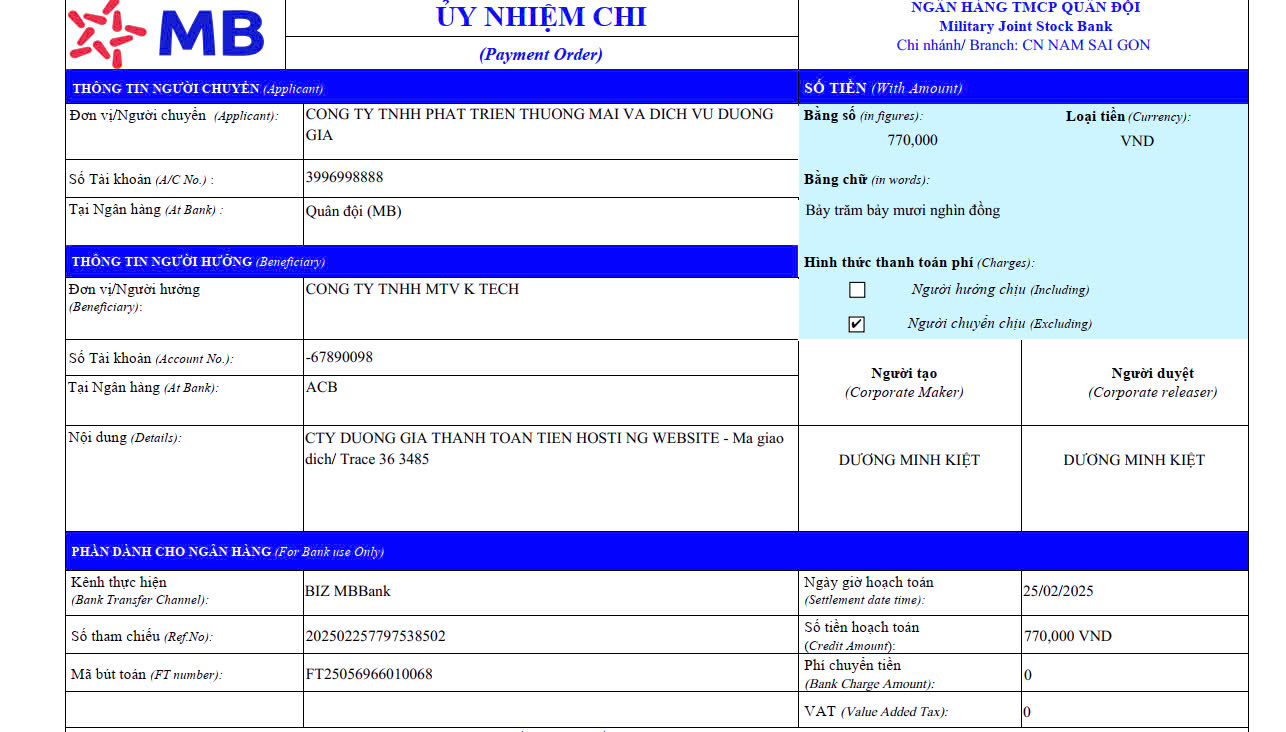 MB
ỦY NHIỆM CHI
(Payment Order)
NGÂN HÀNG TMCP QUÂN ĐỘI
Military Joint Stock Bank
Chi nhánh/ Branch: CN NAM SAI GON
THÔNG TIN NGƯỜI CHUYỂN (Applicant)
Đơn vị/Người chuyển (Applicant):
CONG TY TNHH PHAT TRIEN THUONG MAI VA DICH VU DUONG
GIA
Số Tài khoản (A/C No.) :
3996998888
Tại Ngân hàng (At Bank) :
Quân đội (MB)
SỐ TIỀN (With Amount)
Bằng số (in figures):
Loại tiền (Currency):
770,000
VND
Bằng chữ (in words):
Bảy trăm bảy mươi nghìn đồng
THÔNG TIN NGƯỜI HƯỞNG (Beneficiary)
Đơn vị/Người hưởng
(Beneficiary):
CONG TY TNHH MTV K TECH
Số Tài khoản (Account No.):
-67890098
Tại Ngân hàng (At Bank):
ACB
Nội dung (Details):
CTY DUONG GIA THANH TOAN TIEN HOSTI NG WEBSITE - Ma giao
dich/ Trace 36 3485
Hình thức thanh toán phí (Charges):
Người hưởng chịu (Including)
✔ Người chuyển chịu (Excluding)
Người tạo
(Corporate Maker)
Người duyệt
(Corporate releaser)
DƯƠNG MINH KIỆT
DƯƠNG MINH KIỆT
PHẦN DÀNH CHO NGÂN HÀNG (For Bank use Only)
Kênh thực hiện
(Bank Transfer Channel):
BIZ MBBank
Ngày giờ hoạch toán
(Settlement date time):
25/02/2025
Số tham chiếu (Ref.No):
202502257797538502
Số tiền hoạch toán
(Credit Amount):
770,000 VND
Mã bút toán (FT number):
FT25056966010068
Phí chuyển tiền
(Bank Charge Amount):
0
VAT (Value Added Tax):
0